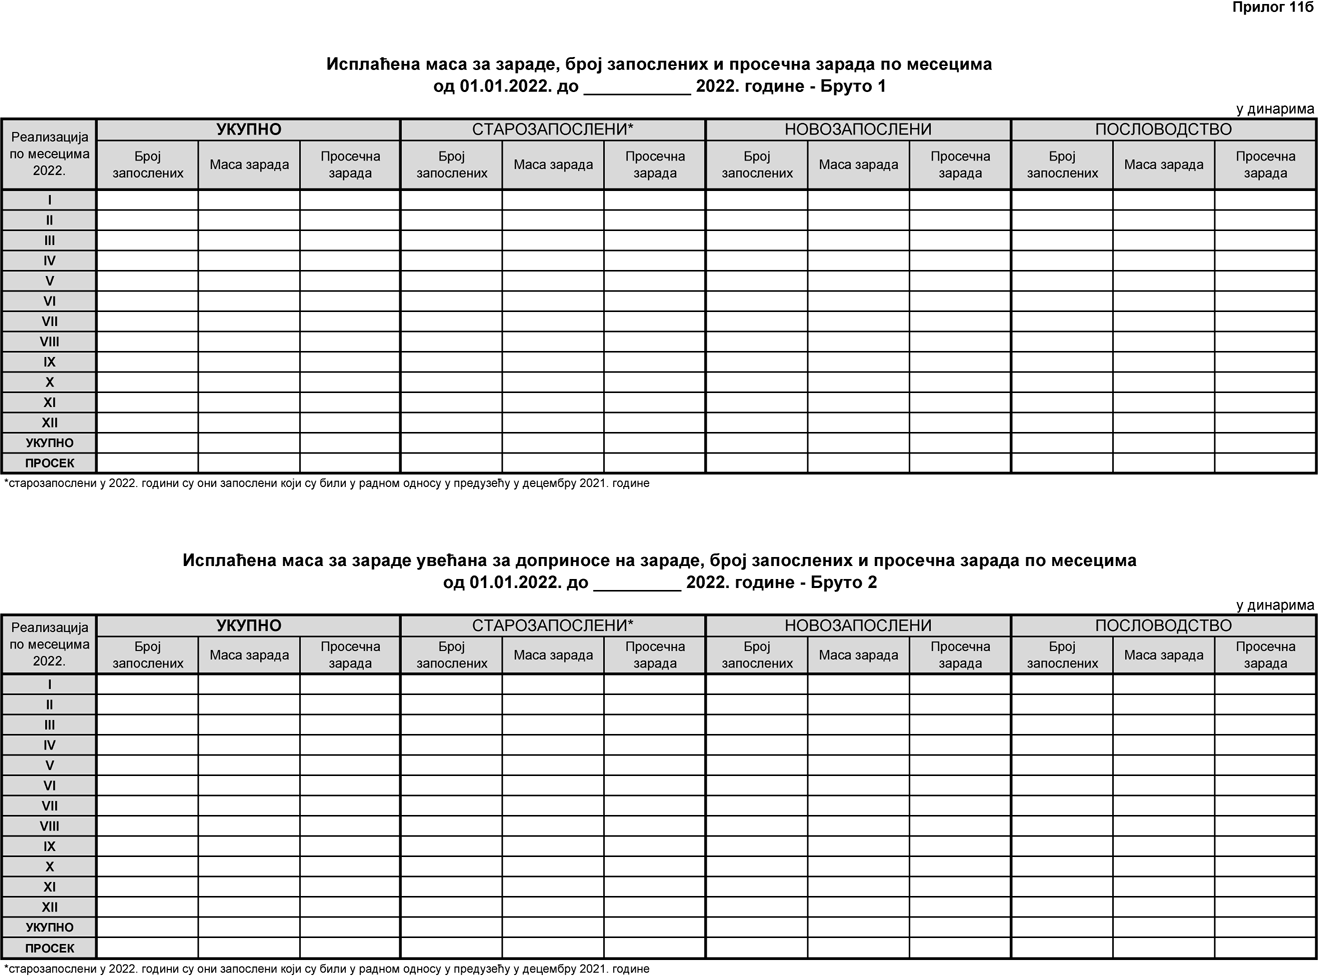 Прилог 11б
Исплаћена маса за зараде, број запослених и просечна зарада по месецима
од 01.01.2022. до ___________ 2022. године - Бруто 1
у динарима
Реализација по месецима 2022. УКУПНО СТАРОЗАПОСЛЕНИ* НОВОЗАПОСЛЕНИ ПОСЛОВОДСТВО
Број запослених Маса зарада Просечна зарада Број запослених Маса зарада Просечна зарада Број запослених Маса зарада Просечна зарада Број запослених Маса зарада Просечна зарада
I
II
III
IV
V
VI
VII
VIII
IX
X
XI
XII
УКУПНО
ПРОСЕК
*старозапослени у 2022. години су они запослени који су били у радном односу у предузећу у децембру 2021. године
Исплаћена маса за зараде увећана за доприносе на зараде, број запослених и просечна зарада по месецима
од 01.01.2022. до _________ 2022. године - Бруто 2
у динарима
Реализација по месецима 2022. УКУПНО СТАРОЗАПОСЛЕНИ* НОВОЗАПОСЛЕНИ ПОСЛОВОДСТВО
Број запослених Маса зарада Просечна зарада Број запослених Маса зарада Просечна зарада Број запослених Маса зарада Просечна зарада Број запослених Маса зарада Просечна зарада
I
II
III
IV
V
VI
VII
VIII
IX
X
XI
XII
УКУПНО
ПРОСЕК
*старозапослени у 2022. години су они запослени који су били у радном односу у предузећу у децембру 2021. године